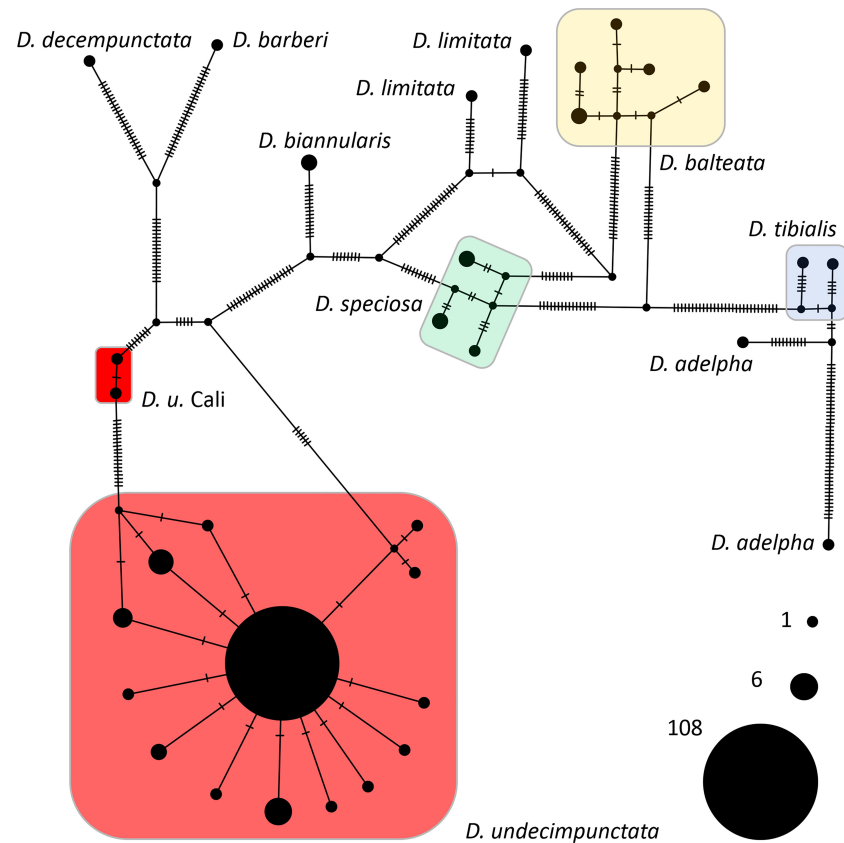 D. decempunctata
D. barberi
D. limitata
D. limitata
D. biannularis
D. balteata
D. tibialis
D. speciosa
D. adelpha
D. u. Cali
D. adelpha
1
6
108
D. undecimpunctata